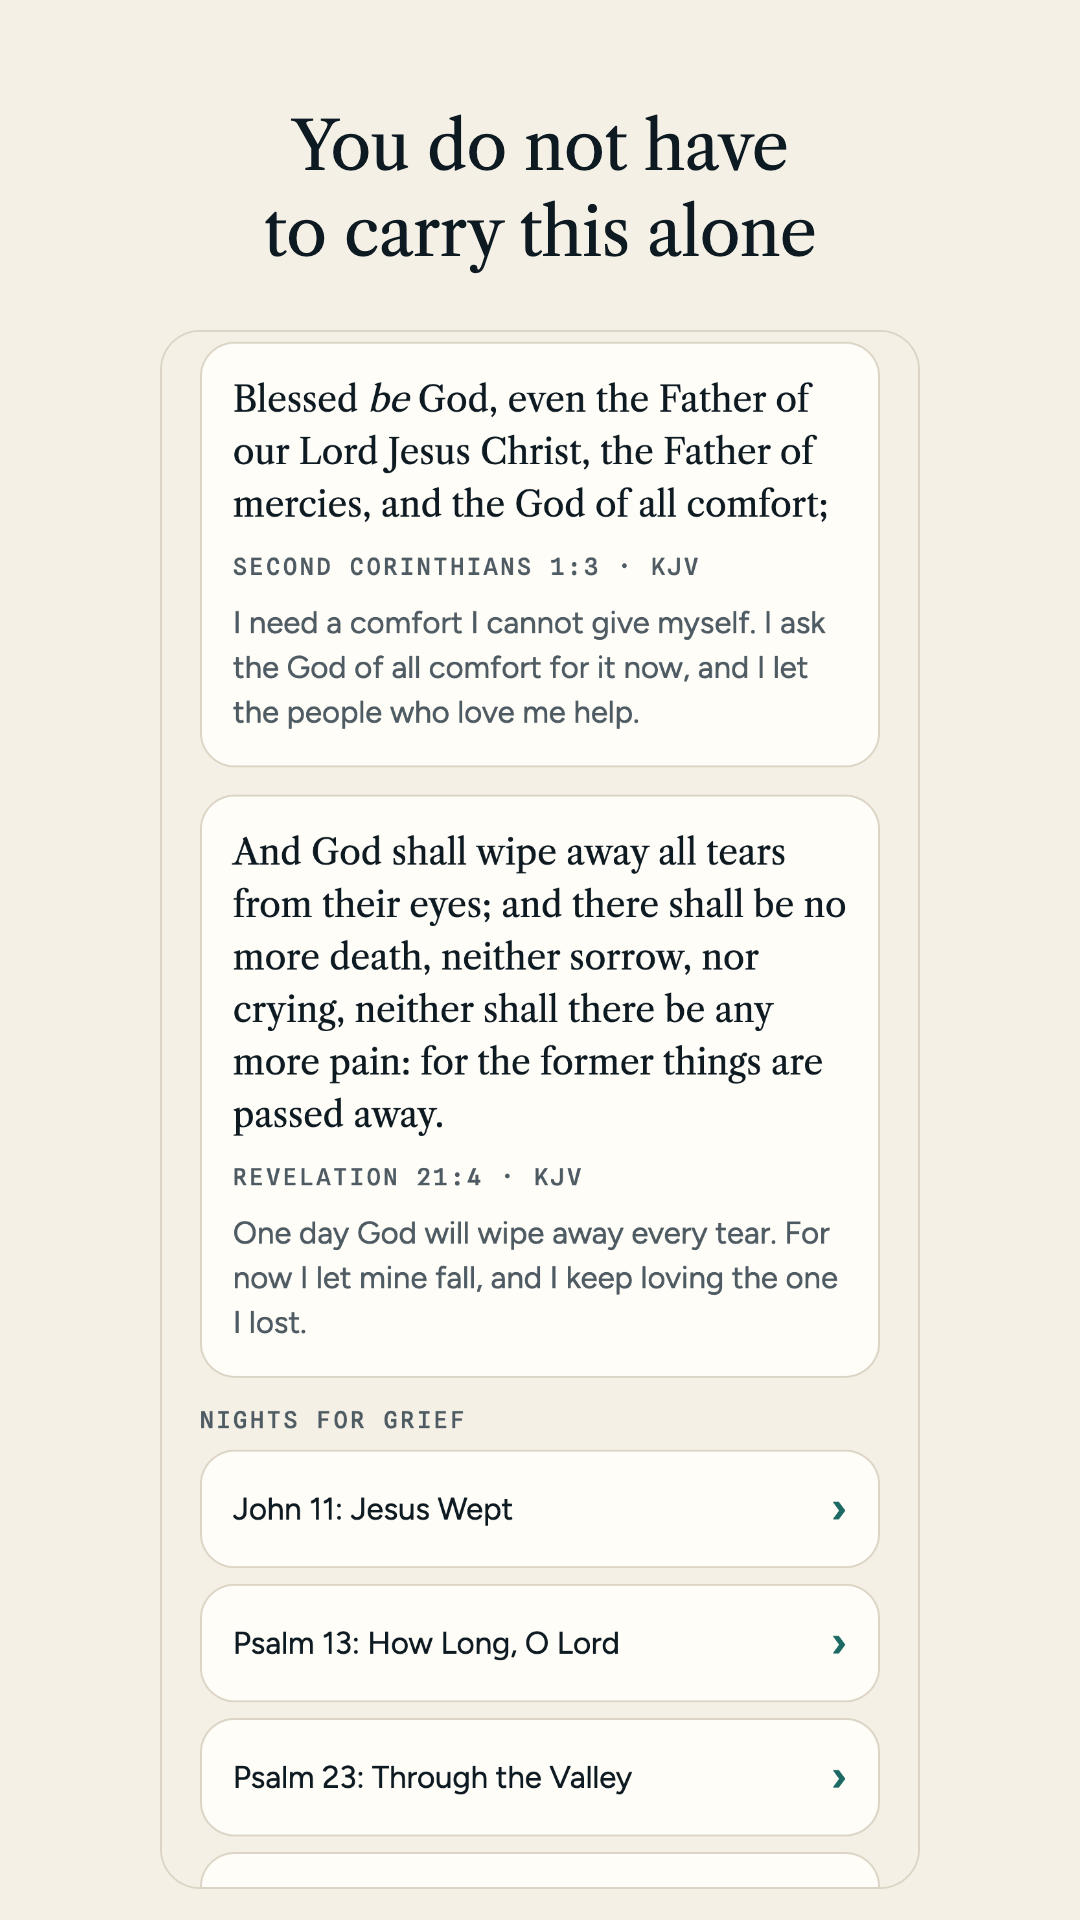 You do not have
to carry this alone
Blessed be God, even the Father of
our Lord Jesus Christ, the Father of
mercies, and the God of all comfort;
SECOND CORINTHIANS 1:3 · KJV
I need a comfort I cannot give myself. I ask
the God of all comfort for it now, and I let
the people who love me help.
And God shall wipe away all tears
from their eyes; and there shall be no
more death, neither sorrow, nor
crying, neither shall there be any
more pain: for the former things are
passed away.
REVELATION 21:4 · KJV
One day God will wipe away every tear. For
now I let mine fall, and I keep loving the one
I lost.
NIGHTS FOR GRIEF
John 11: Jesus Wept ›
Psalm 13: How Long, O Lord ›
Psalm 23: Through the Valley ›